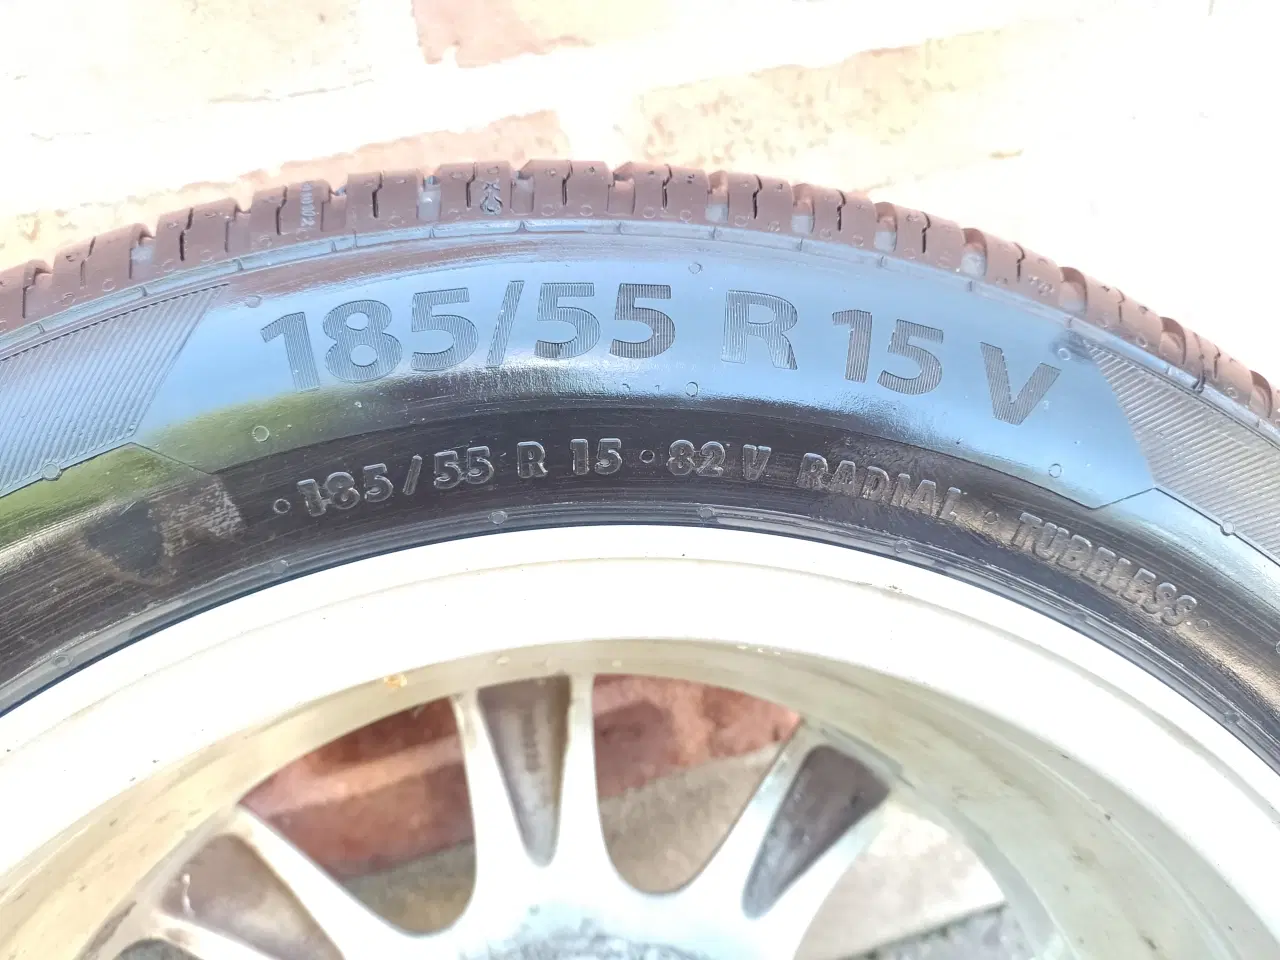 185/55 R 15 V
185/55 R 15 · 82 V RADIAL · TUBELESS ·